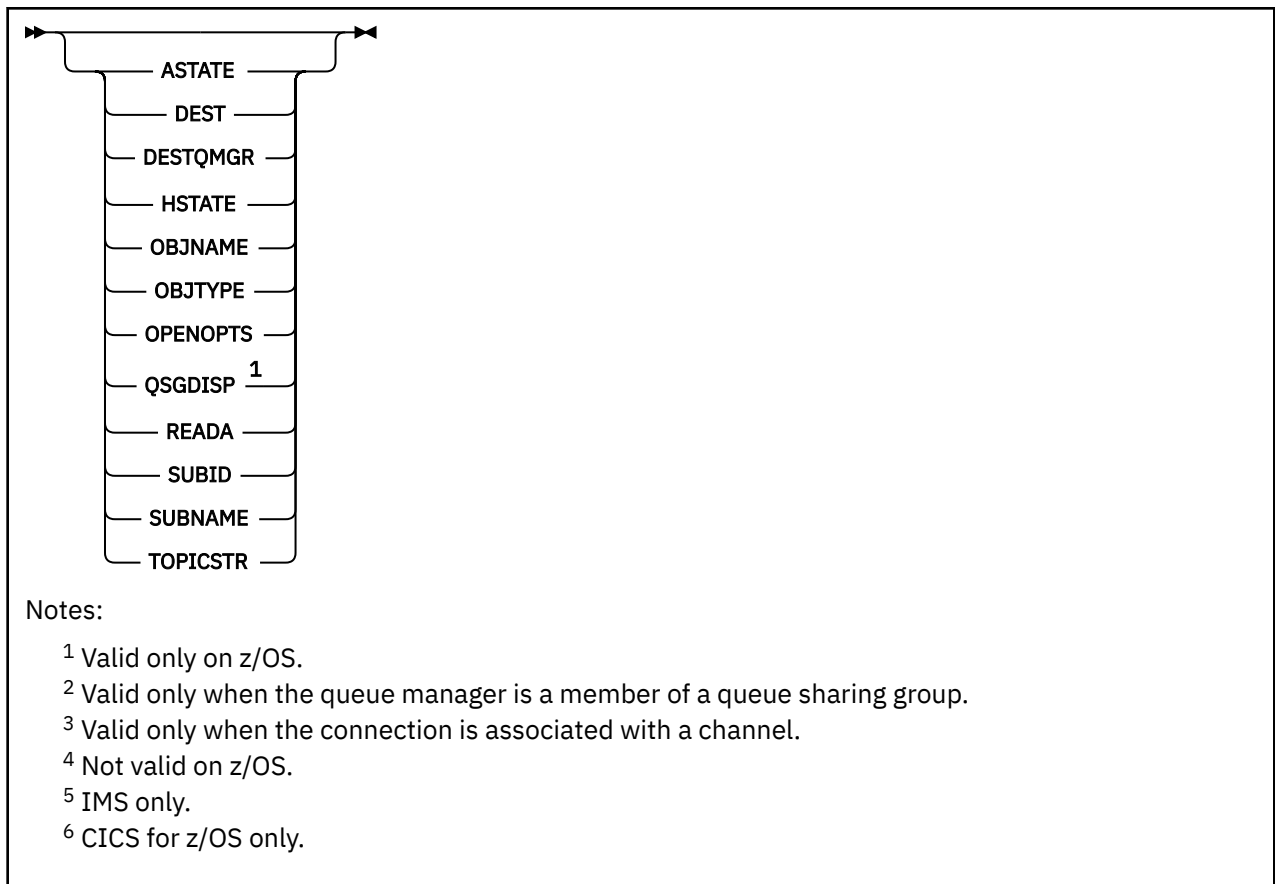 ASTATE
DEST
DESTQMGR
HSTATE
OBJNAME
OBJTYPE
OPENOPTS
QSGDISP 1
READA
SUBID
SUBNAME
TOPICSTR
Notes:
1 Valid only on z/OS.
2 Valid only when the queue manager is a member of a queue sharing group.
3 Valid only when the connection is associated with a channel.
4 Not valid on z/OS.
5 IMS only.
6 CICS for z/OS only.